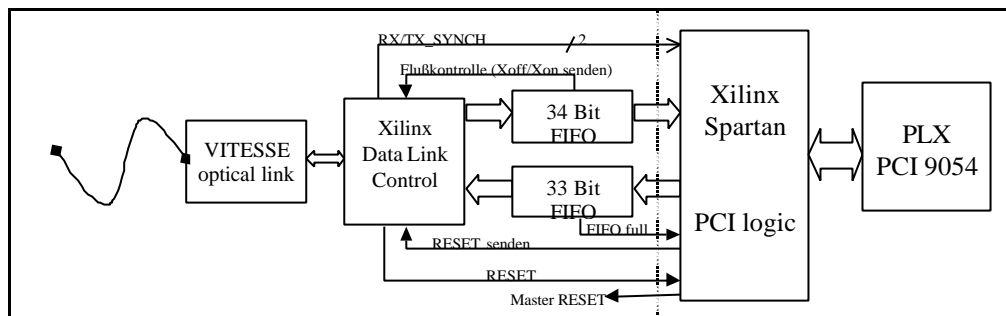 RX/TX_SYNCH
2
Flußkontrolle (Xoff/Xon senden)
VITESSE
optical link
Xilinx
Data Link
Control
34 Bit
FIFO
33 Bit
FIFO
FIFO full
RESET senden
RESET
Master RESET
Xilinx
Spartan
PCI logic
PLX
PCI 9054